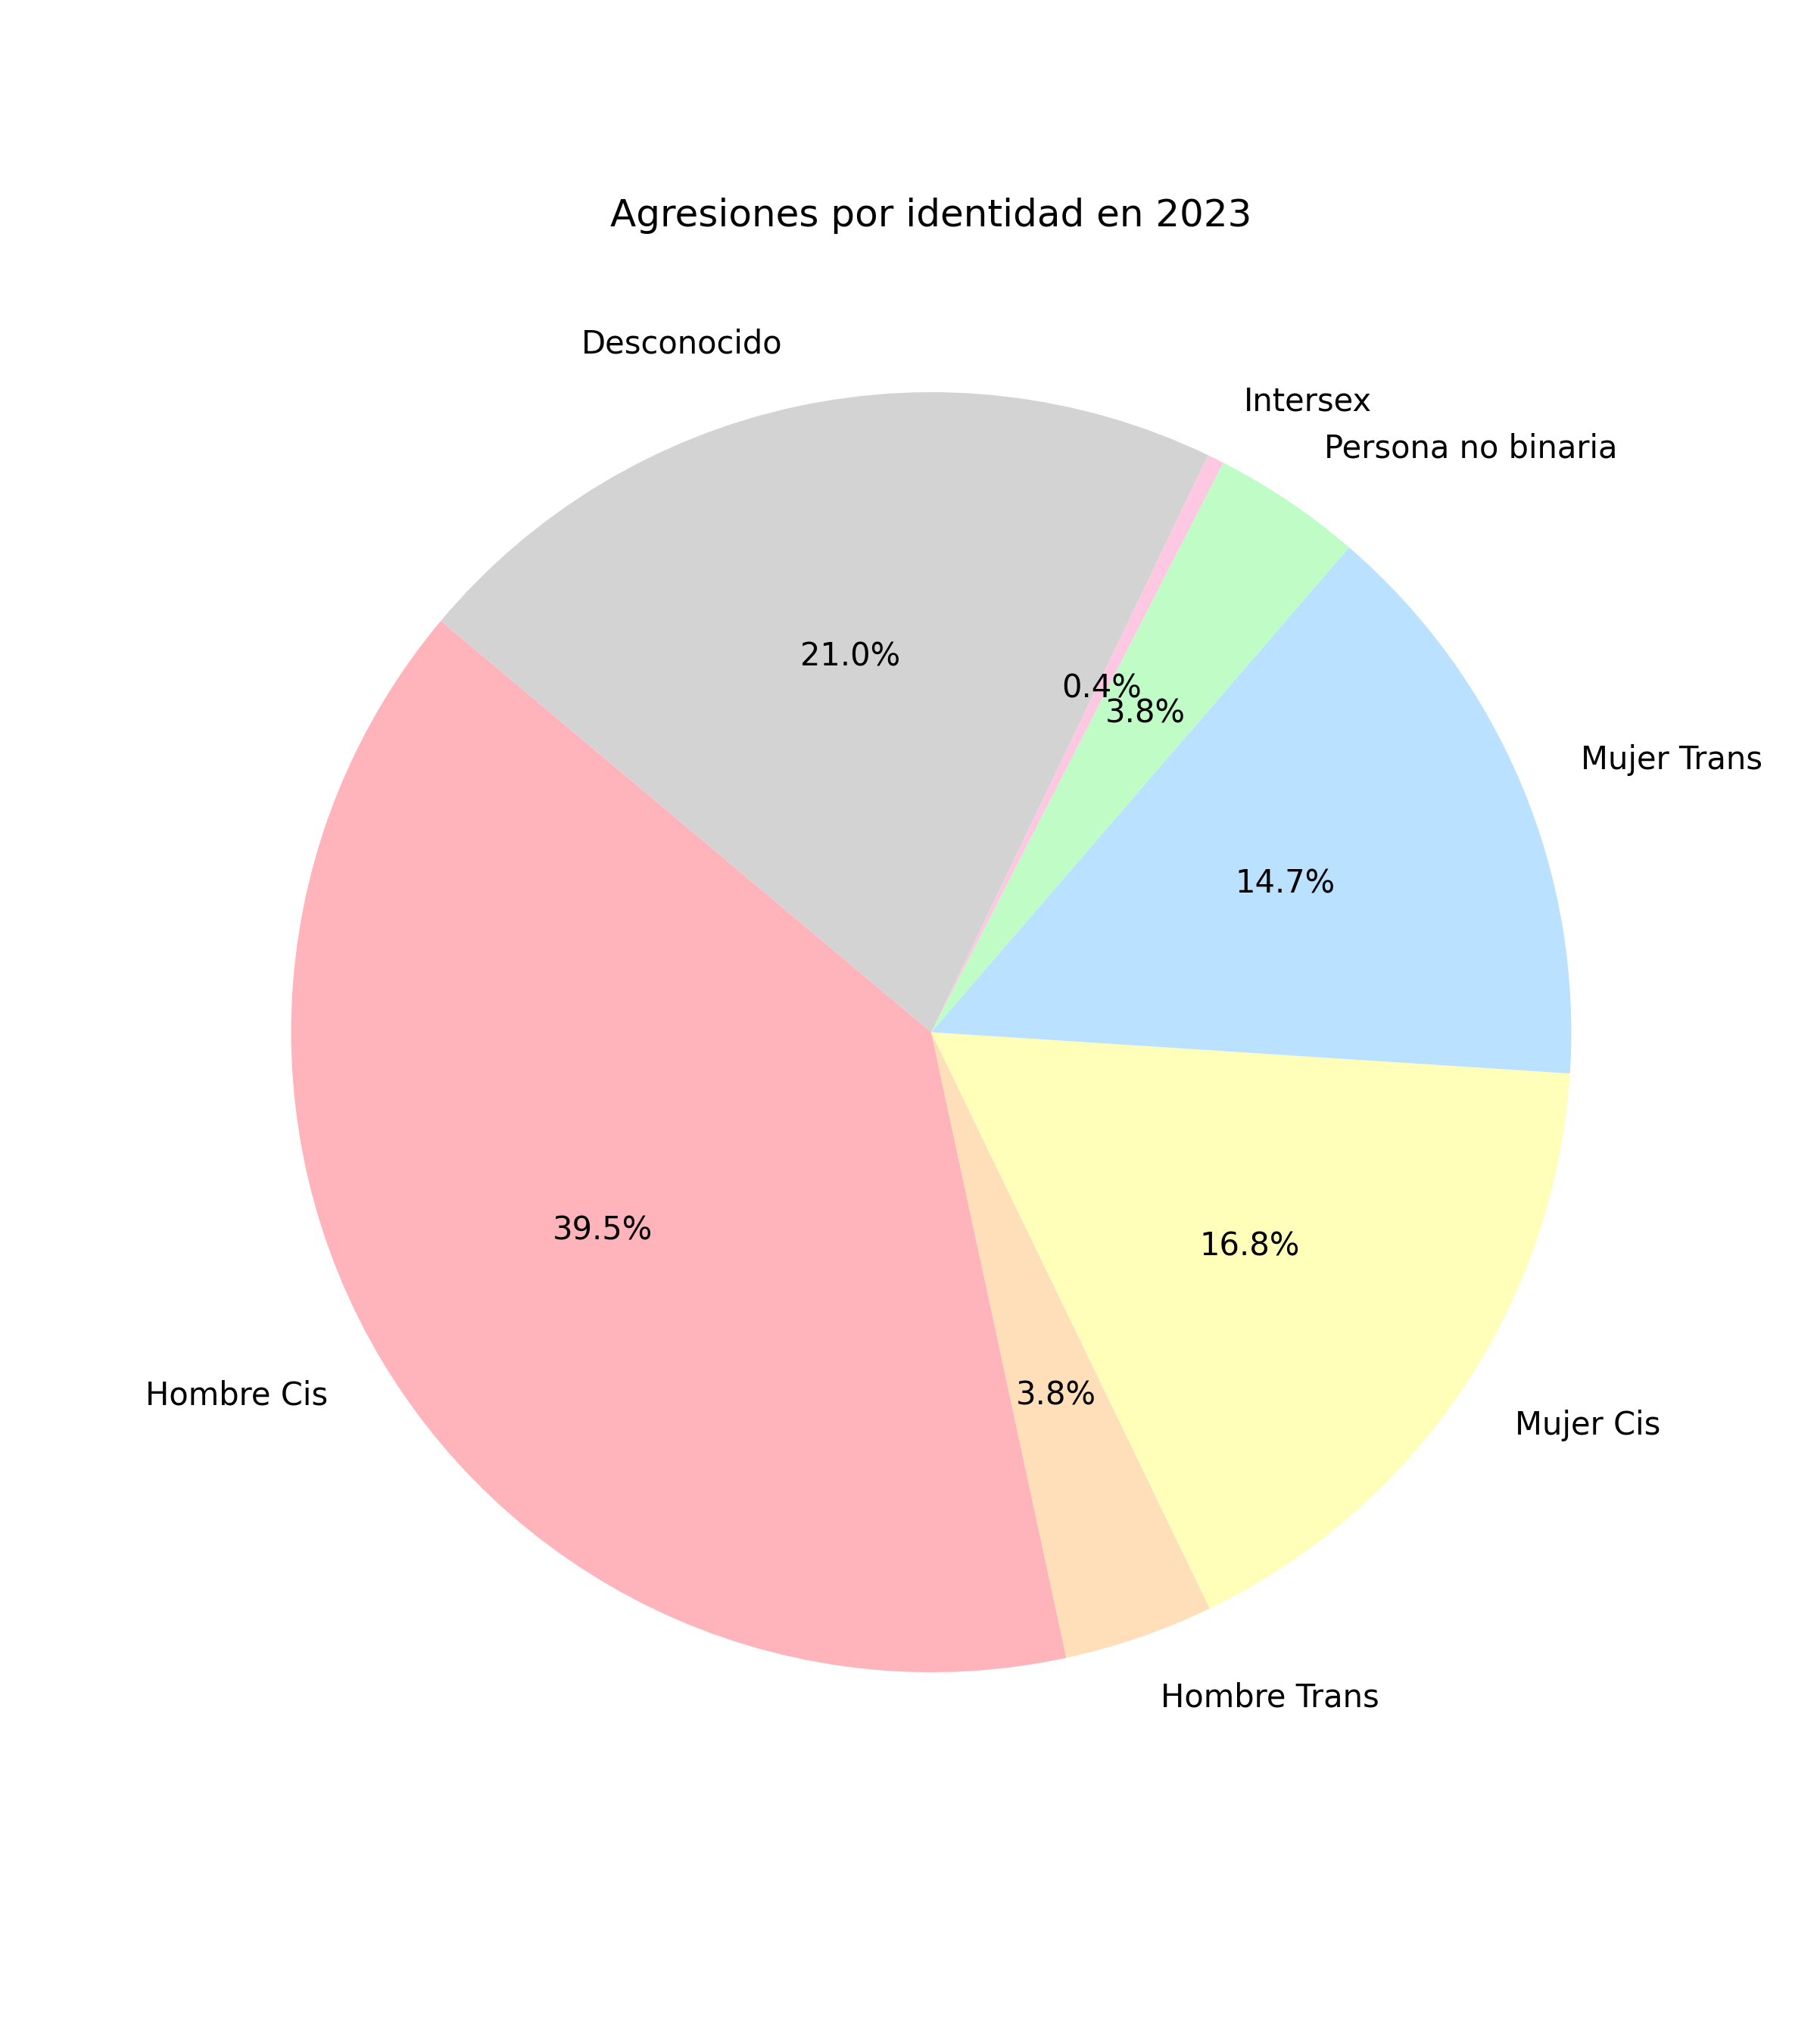 Agresiones por identidad en 2023
Desconocido
Intersex
Persona no binaria
21.0%
0.4%
3.8%
Mujer Trans
14.7%
39.5%
16.8%
Hombre Cis
3.8%
Mujer Cis
Hombre Trans